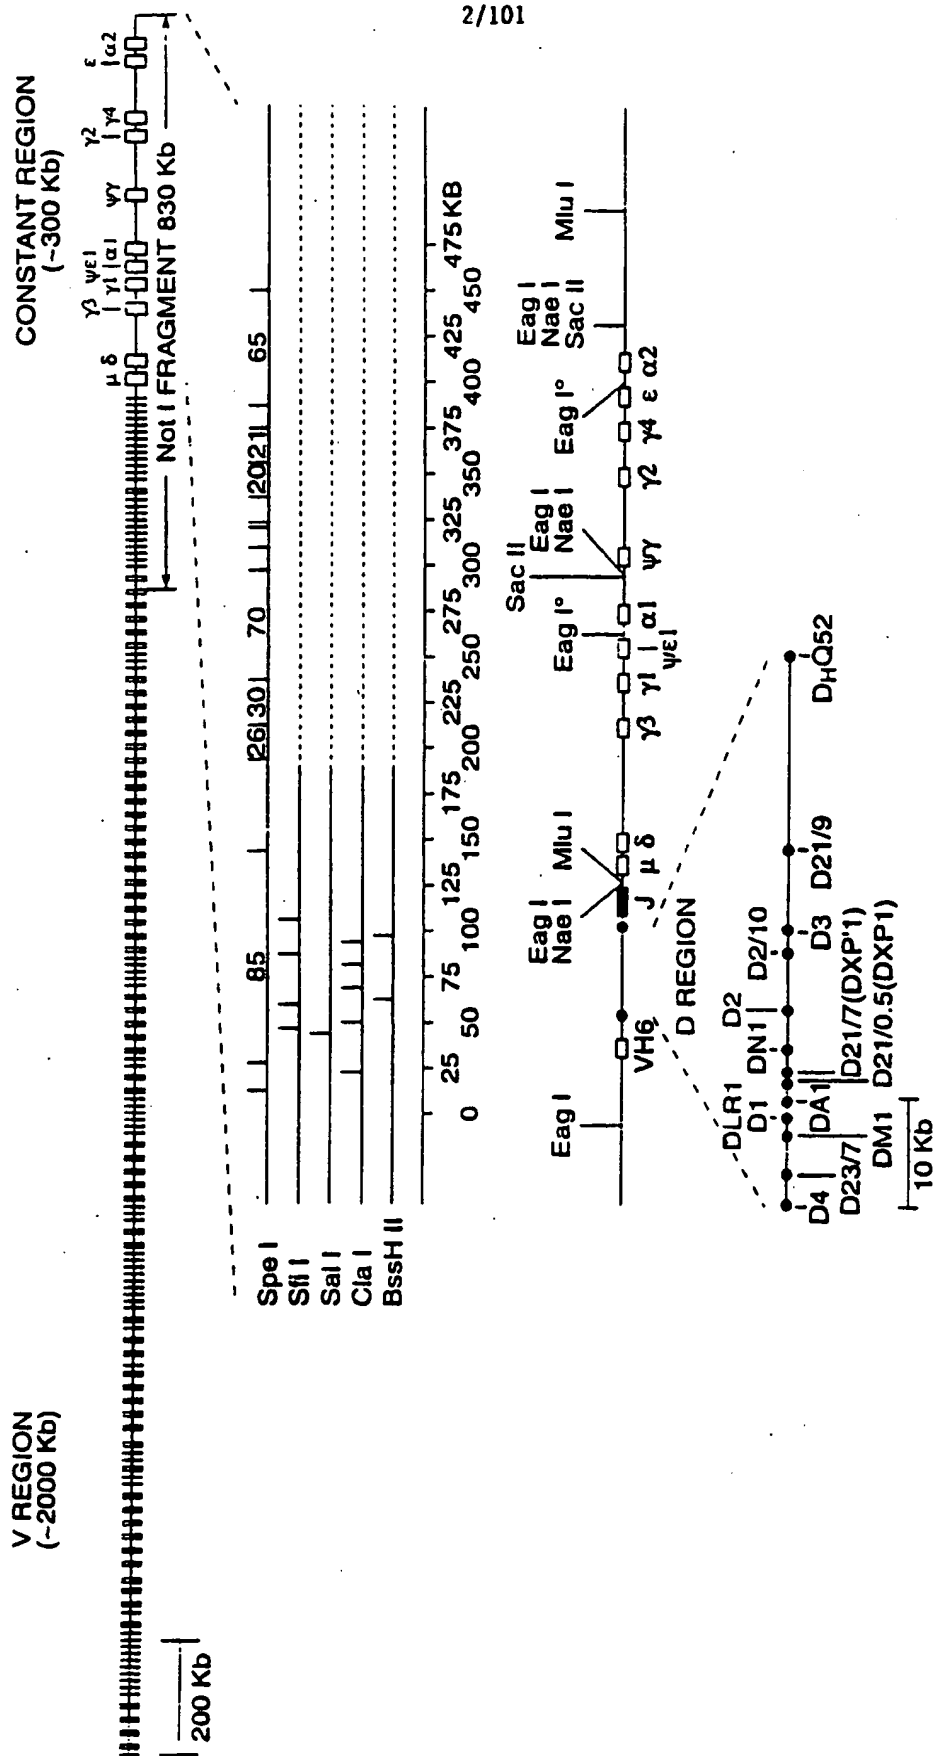 2/101
V REGION
(~2000 Kb)
CONSTANT REGION
(~300 Kb)
μ δ γ3 γ1 ψε1 α1 ψγ γ2 γ4 ε α2
Not I FRAGMENT 830 Kb
200 Kb
Spe I 85 26 30 70 20 21 65
Sfi I
Sal I
Cla I
BssH II
0 25 50 75 100 125 150 175 200 225 250 275 300 325 350 375 400 425 450 475 KB
Eag I
Eag I
Nae I
Mlu I
Eag I°
Sac II
Eag I
Nae I
Eag I°
Eag I
Nae I
Sac II
Mlu I
VH6 J μ δ γ3 γ1 ψε1 α1 ψγ γ2 γ4 ε α2
D REGION
DLR1
D1 DN1 D2 D2/10
D4 D23/7 DM1 DA1 D21/0.5(DXP1) D21/7(DXP'1) D3 D21/9 DHQ52
10 Kb